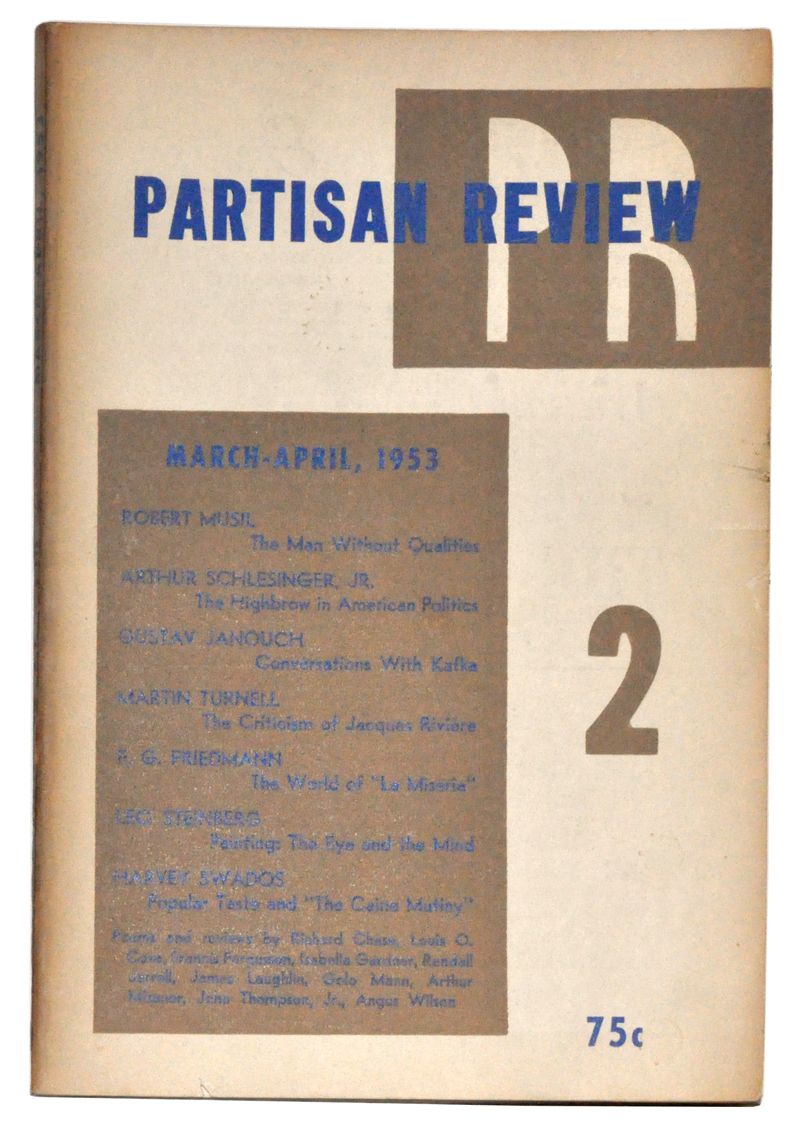 PR
PARTISAN REVIEW
MARCH-APRIL, 1953
ROBERT MUSIL
The Man Without Qualities
ARTHUR SCHLESINGER, JR.
The Highbrow in American Politics
GUSTAV JANOUCH
Conversations With Kafka
MARTIN TURNELL
The Criticism of Jacques Rivière
F. G. FRIEDMANN
The World of "La Miseria"
LEO STEINBERG
Painting: The Eye and the Mind
HARVEY SWADOS
Popular Taste and "The Caine Mutiny"
Poems and reviews by Richard Chase, Louis O.
Coxe, Francis Fergusson, Isabella Gardner, Randall
Jarrell, James Laughlin, Golo Mann, Arthur
Mizener, John Thompson, Jr., Angus Wilson
2
75c